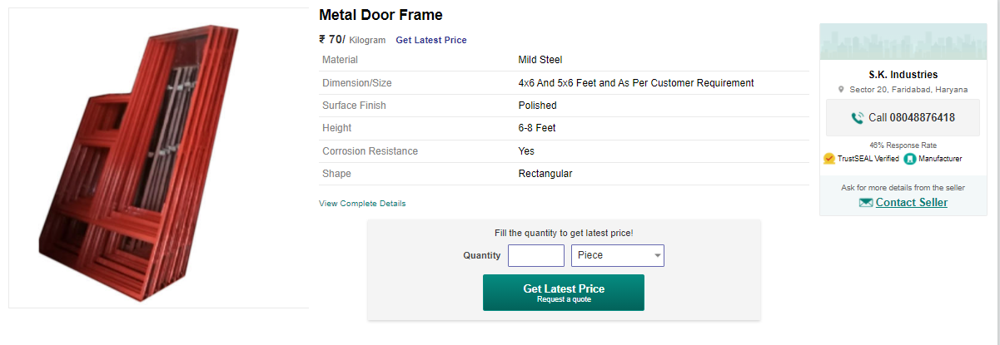 Metal Door Frame
₹ 70/ Kilogram Get Latest Price
Material Mild Steel
Dimension/Size 4x6 And 5x6 Feet and As Per Customer Requirement
Surface Finish Polished
Height 6-8 Feet
Corrosion Resistance Yes
Shape Rectangular
View Complete Details
Fill the quantity to get latest price!
Quantity Piece
Get Latest Price
Request a quote
S.K. Industries
Sector 20, Faridabad, Haryana
Call 08048876418
46% Response Rate
TrustSEAL Verified Manufacturer
Ask for more details from the seller
Contact Seller